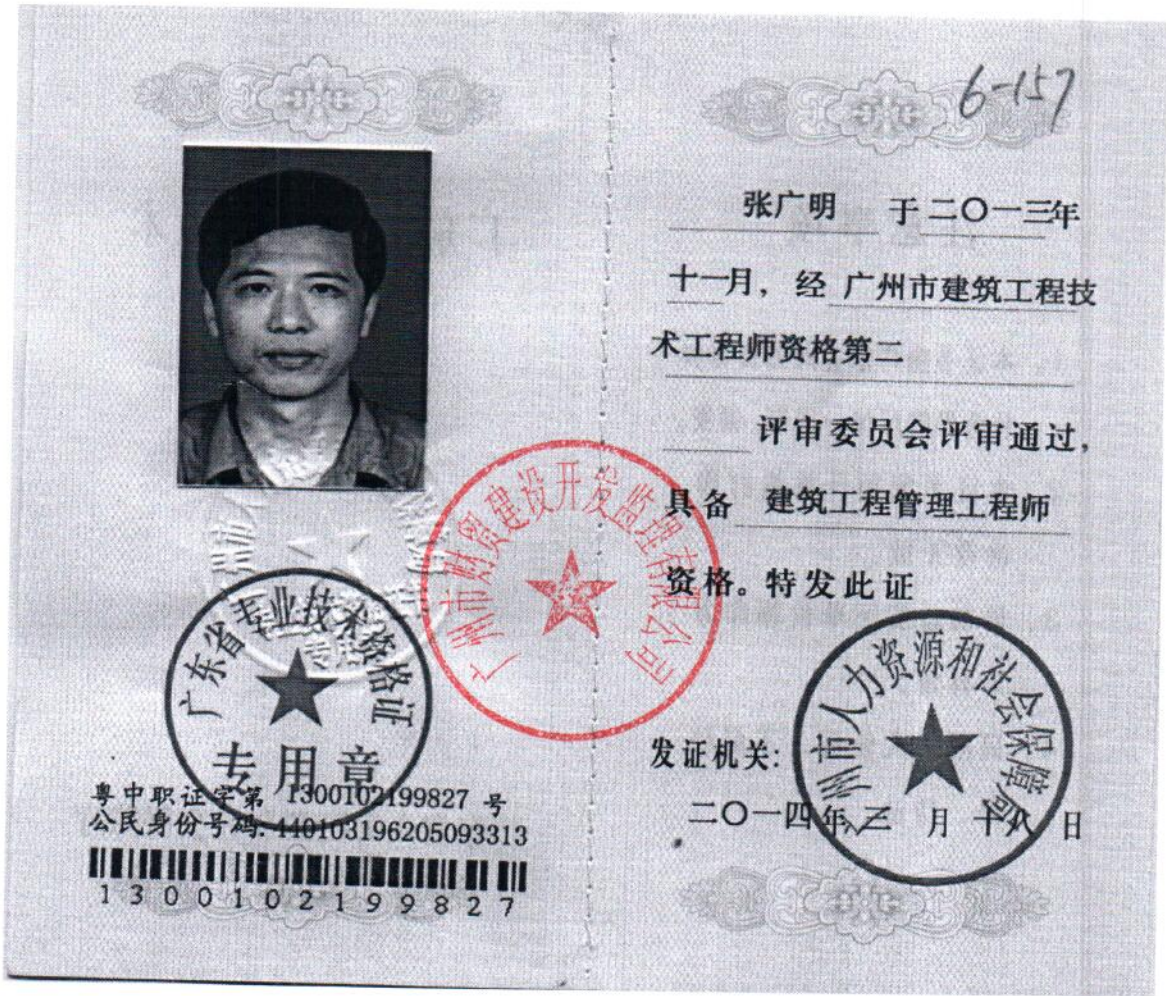 广东省专业技术资格证
专用章
粤中职证字第 1300102199827 号
公民身份号码:440103196205093313
1300102199827
6-157
张广明 于二〇一三年
十一月，经 广州市建筑工程技
术工程师资格第二
评审委员会评审通过，
具备 建筑工程管理工程师
资格。特发此证
广州市财贸建设开发监理有限公司
发证机关:
广州市人力资源和社会保障局
二〇一四年三月十八日